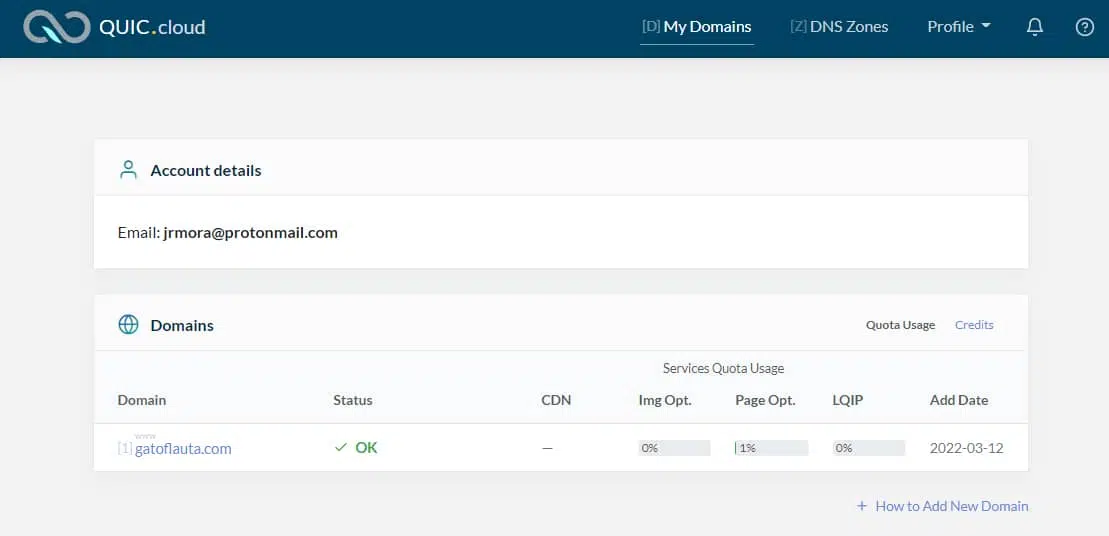 QUIC.cloud [D] My Domains [Z] DNS Zones Profile
Account details
Email: jrmora@protonmail.com
Domains Quota Usage Credits
Services Quota Usage
Domain Status CDN Img Opt. Page Opt. LQIP Add Date
www
[1] gatoflauta.com ✓ OK — 0% 1% 0% 2022-03-12
+ How to Add New Domain